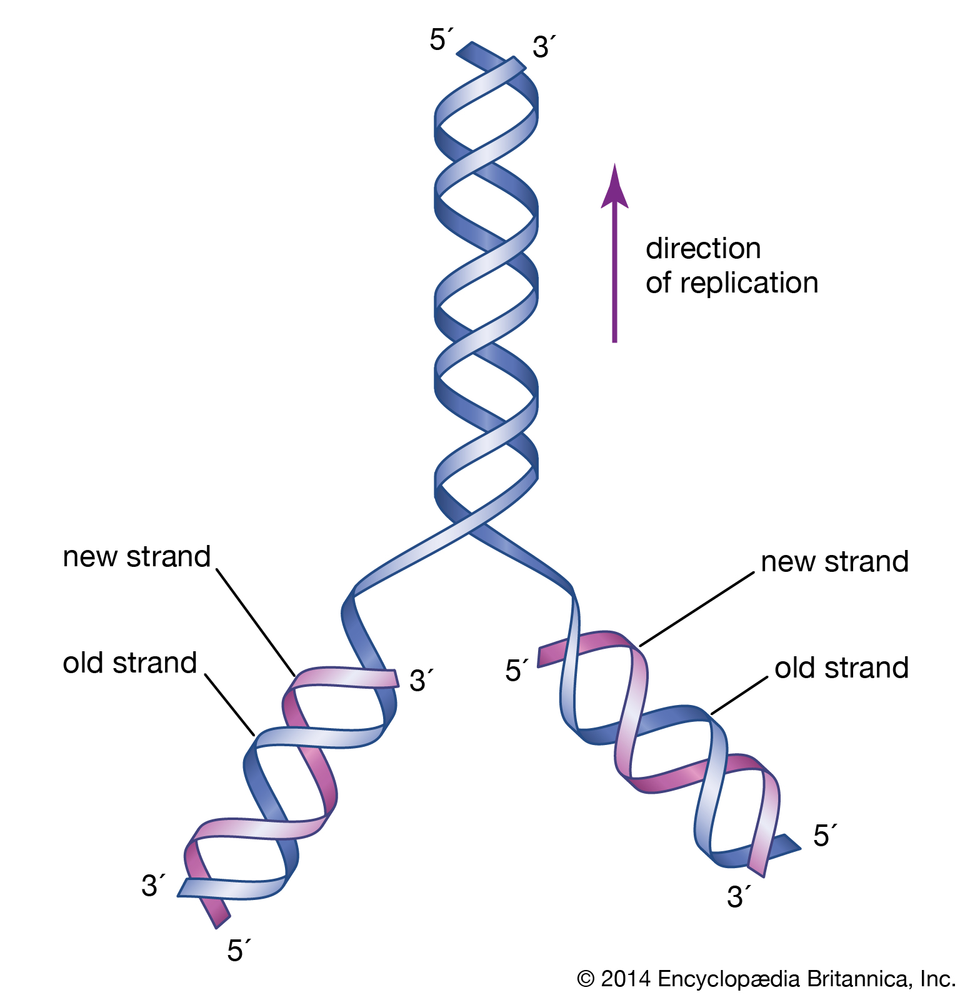 5´
3´
direction
of replication
new strand
new strand
old strand
old strand
3´
5´
5´
3´
3´
5´
© 2014 Encyclopædia Britannica, Inc.